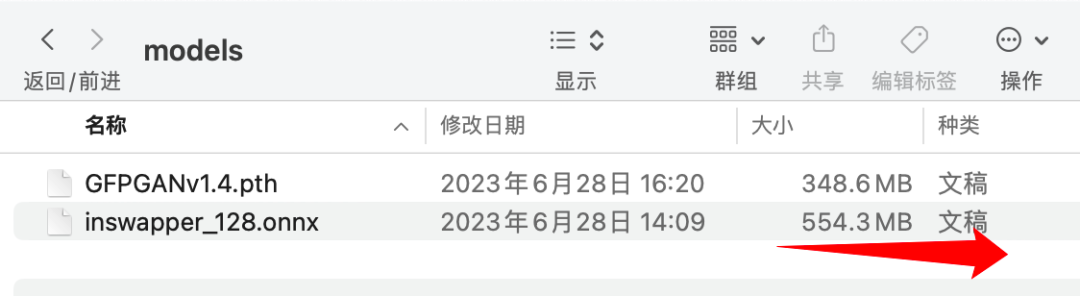 models
返回/前进 显示 群组 共享 编辑标签 操作
名称 修改日期 大小 种类
GFPGANv1.4.pth 2023年6月28日 16:20 348.6 MB 文稿
inswapper_128.onnx 2023年6月28日 14:09 554.3 MB 文稿